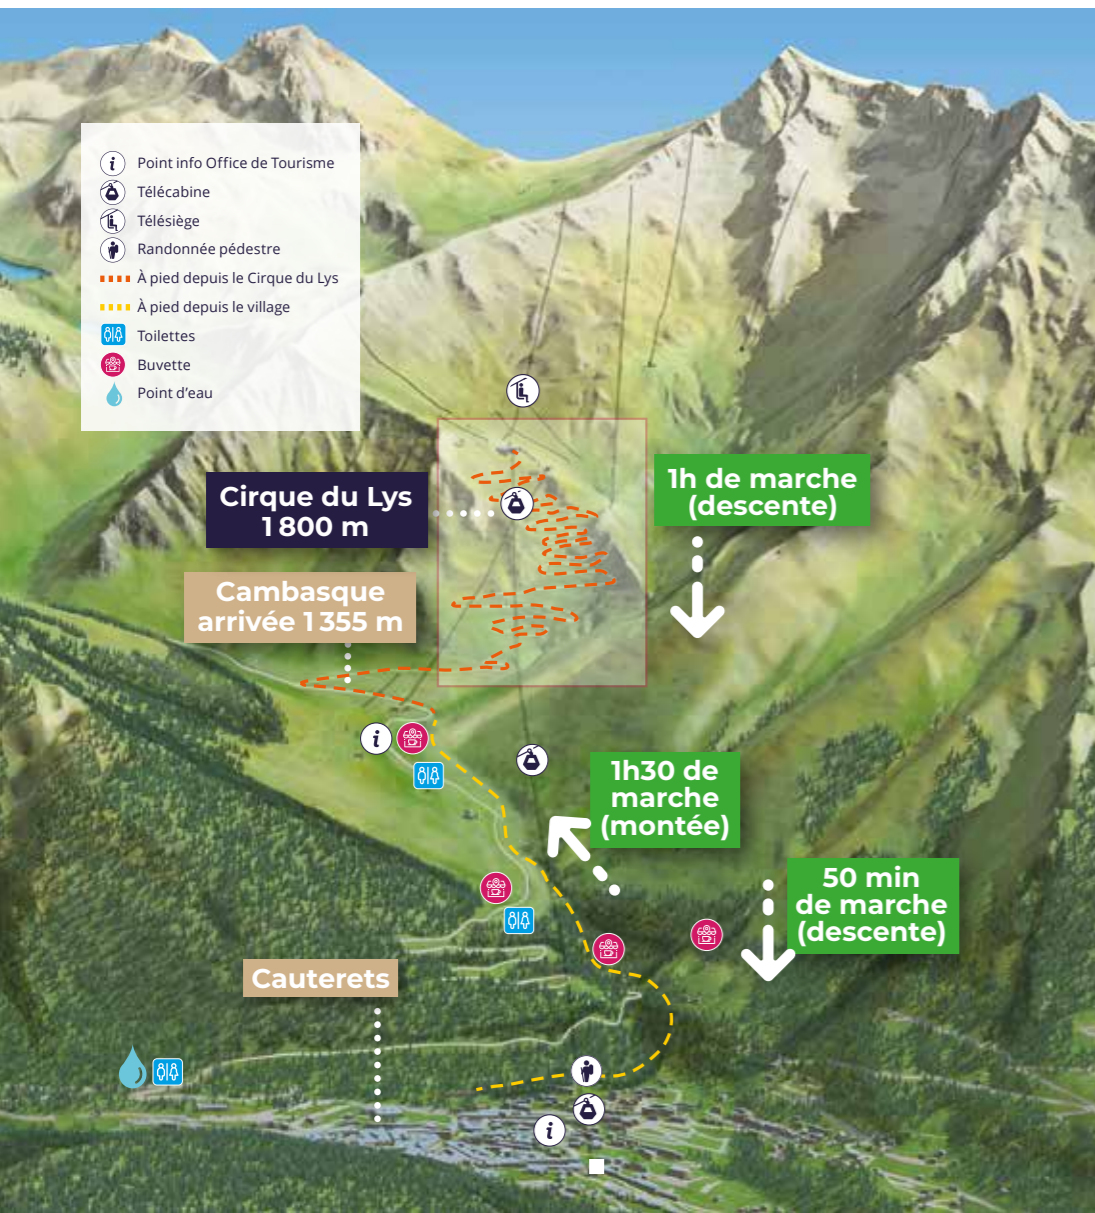 Point info Office de Tourisme
Télécabine
Télésiège
Randonnée pédestre
À pied depuis le Cirque du Lys
À pied depuis le village
Toilettes
Buvette
Point d'eau
Cirque du Lys
1 800 m
1h de marche
(descente)
Cambasque
arrivée 1 355 m
1h30 de
marche
(montée)
50 min
de marche
(descente)
Cauterets